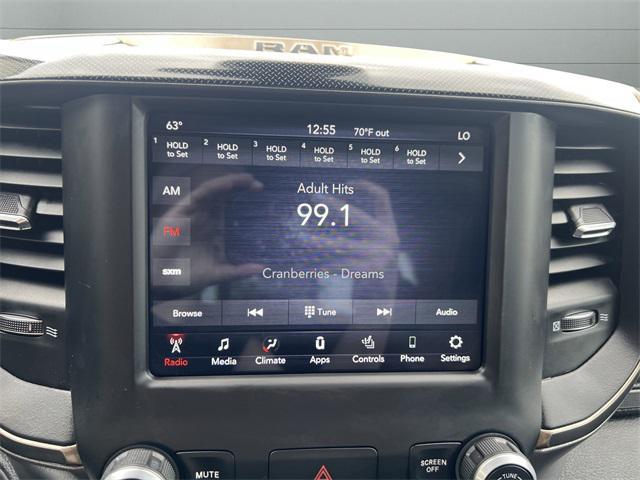 RAM
63° 12:55 70°F out LO
1 HOLD to Set 2 HOLD to Set 3 HOLD to Set 4 HOLD to Set 5 HOLD to Set 6 HOLD to Set
AM
Adult Hits
99.1
FM
sxm
Cranberries - Dreams
Browse Tune Audio
Radio Media Climate Apps Controls Phone Settings
MUTE
SCREEN OFF
TUNE